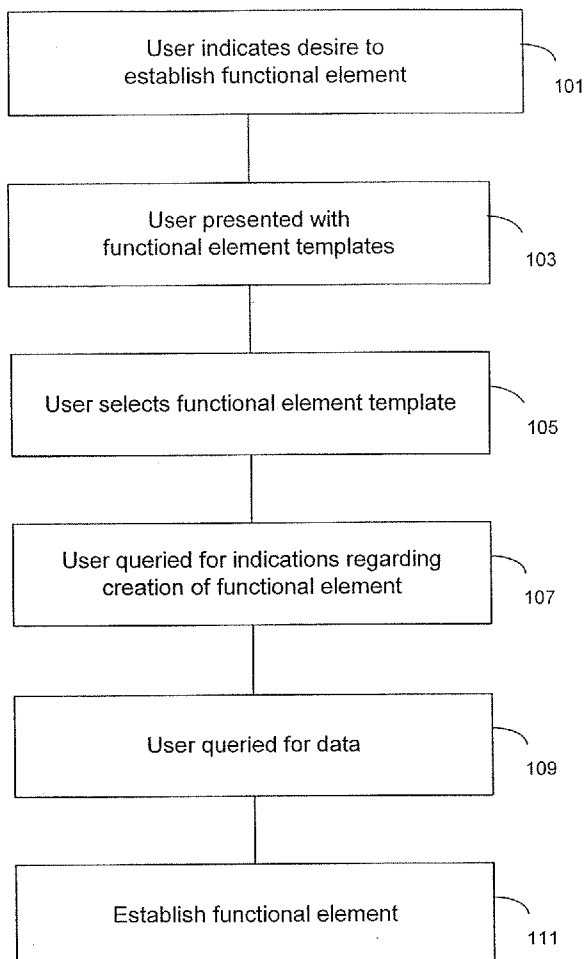 User indicates desire to
establish functional element
101
User presented with
functional element templates
103
User selects functional element template
105
User queried for indications regarding
creation of functional element
107
User queried for data
109
Establish functional element
111